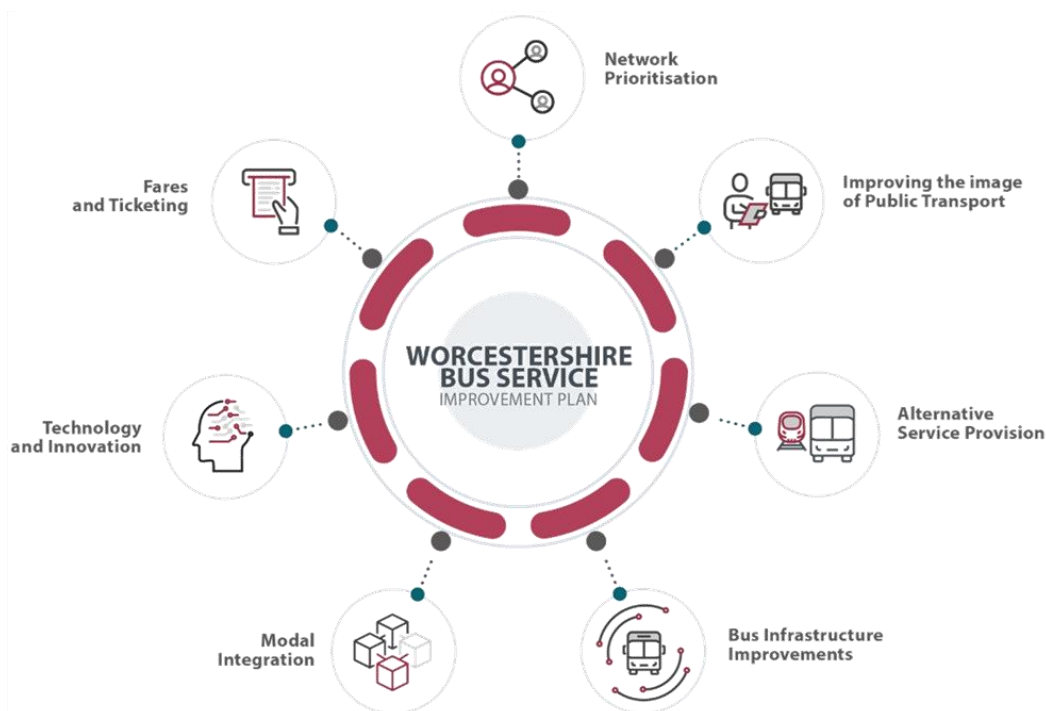 Network
Prioritisation
Improving the image
of Public Transport
Alternative
Service Provision
Bus Infrastructure
Improvements
Modal
Integration
Technology
and Innovation
Fares
and Ticketing
WORCESTERSHIRE
BUS SERVICE
IMPROVEMENT PLAN